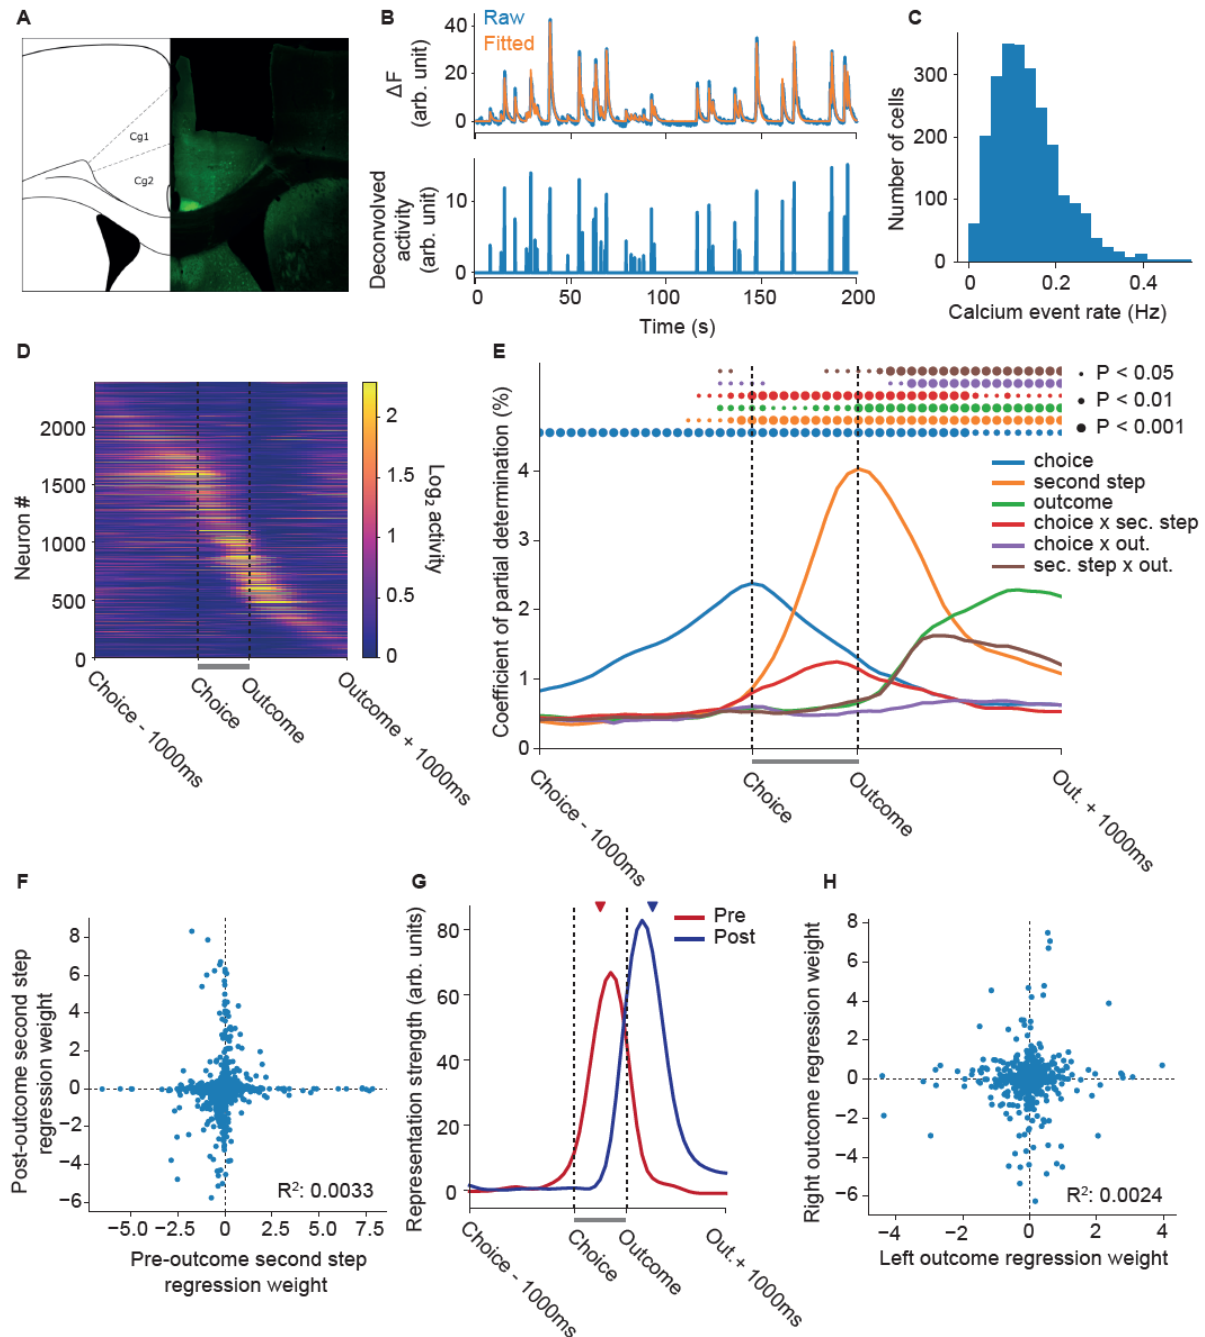 A
Cg1
Cg2
B
Raw
Fitted
ΔF
(arb. unit)
40
20
0
Deconvolved
activity
(arb. unit)
10
0
0
50
100
150
200
Time (s)
C
Number of cells
300
200
100
0
0
0.2
0.4
Calcium event rate (Hz)
D
Neuron #
2000
1500
1000
500
0
Choice - 1000ms
Choice
Outcome
Outcome + 1000ms
2
1.5
1
0.5
0
Log₂ activity
E
P < 0.05
P < 0.01
P < 0.001
choice
second step
outcome
choice x sec. step
choice x out.
sec. step x out.
Coefficient of partial determination (%)
4
3
2
1
0
Choice - 1000ms
Choice
Outcome
Out. + 1000ms
F
Post-outcome second step
regression weight
8
6
4
2
0
−2
−4
−6
R²: 0.0033
−5.0
−2.5
0
2.5
5.0
7.5
Pre-outcome second step
regression weight
G
Pre
Post
Representation strength (arb. units)
80
60
40
20
0
Choice - 1000ms
Choice
Outcome
Out.+ 1000ms
H
Right outcome regression weight
8
6
4
2
0
−2
−4
−6
R²: 0.0024
−4
−2
0
2
4
Left outcome regression weight